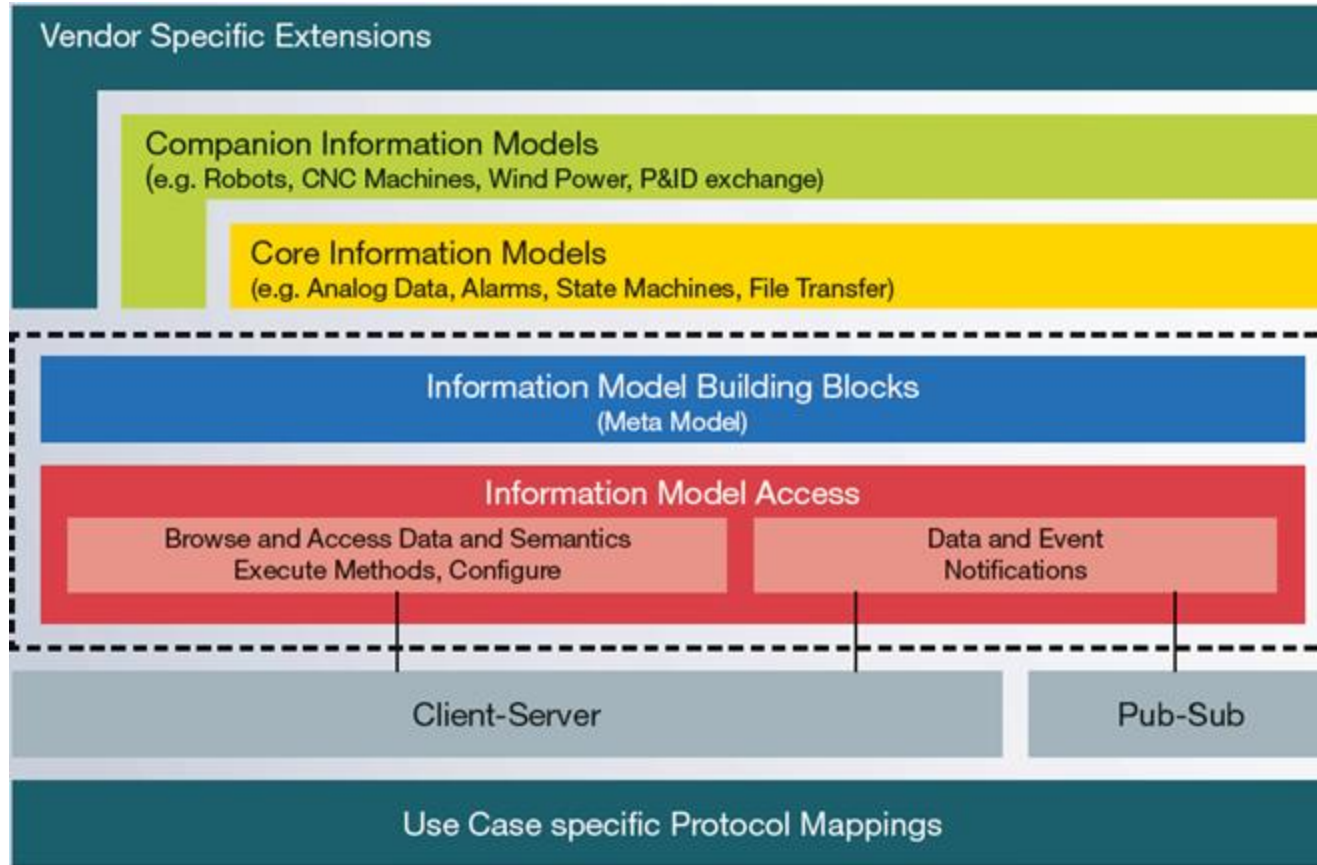 Vendor Specific Extensions
Companion Information Models
(e.g. Robots, CNC Machines, Wind Power, P&ID exchange)
Core Information Models
(e.g. Analog Data, Alarms, State Machines, File Transfer)
Information Model Building Blocks
(Meta Model)
Information Model Access
Browse and Access Data and Semantics
Execute Methods, Configure
Data and Event
Notifications
Client-Server
Pub-Sub
Use Case specific Protocol Mappings